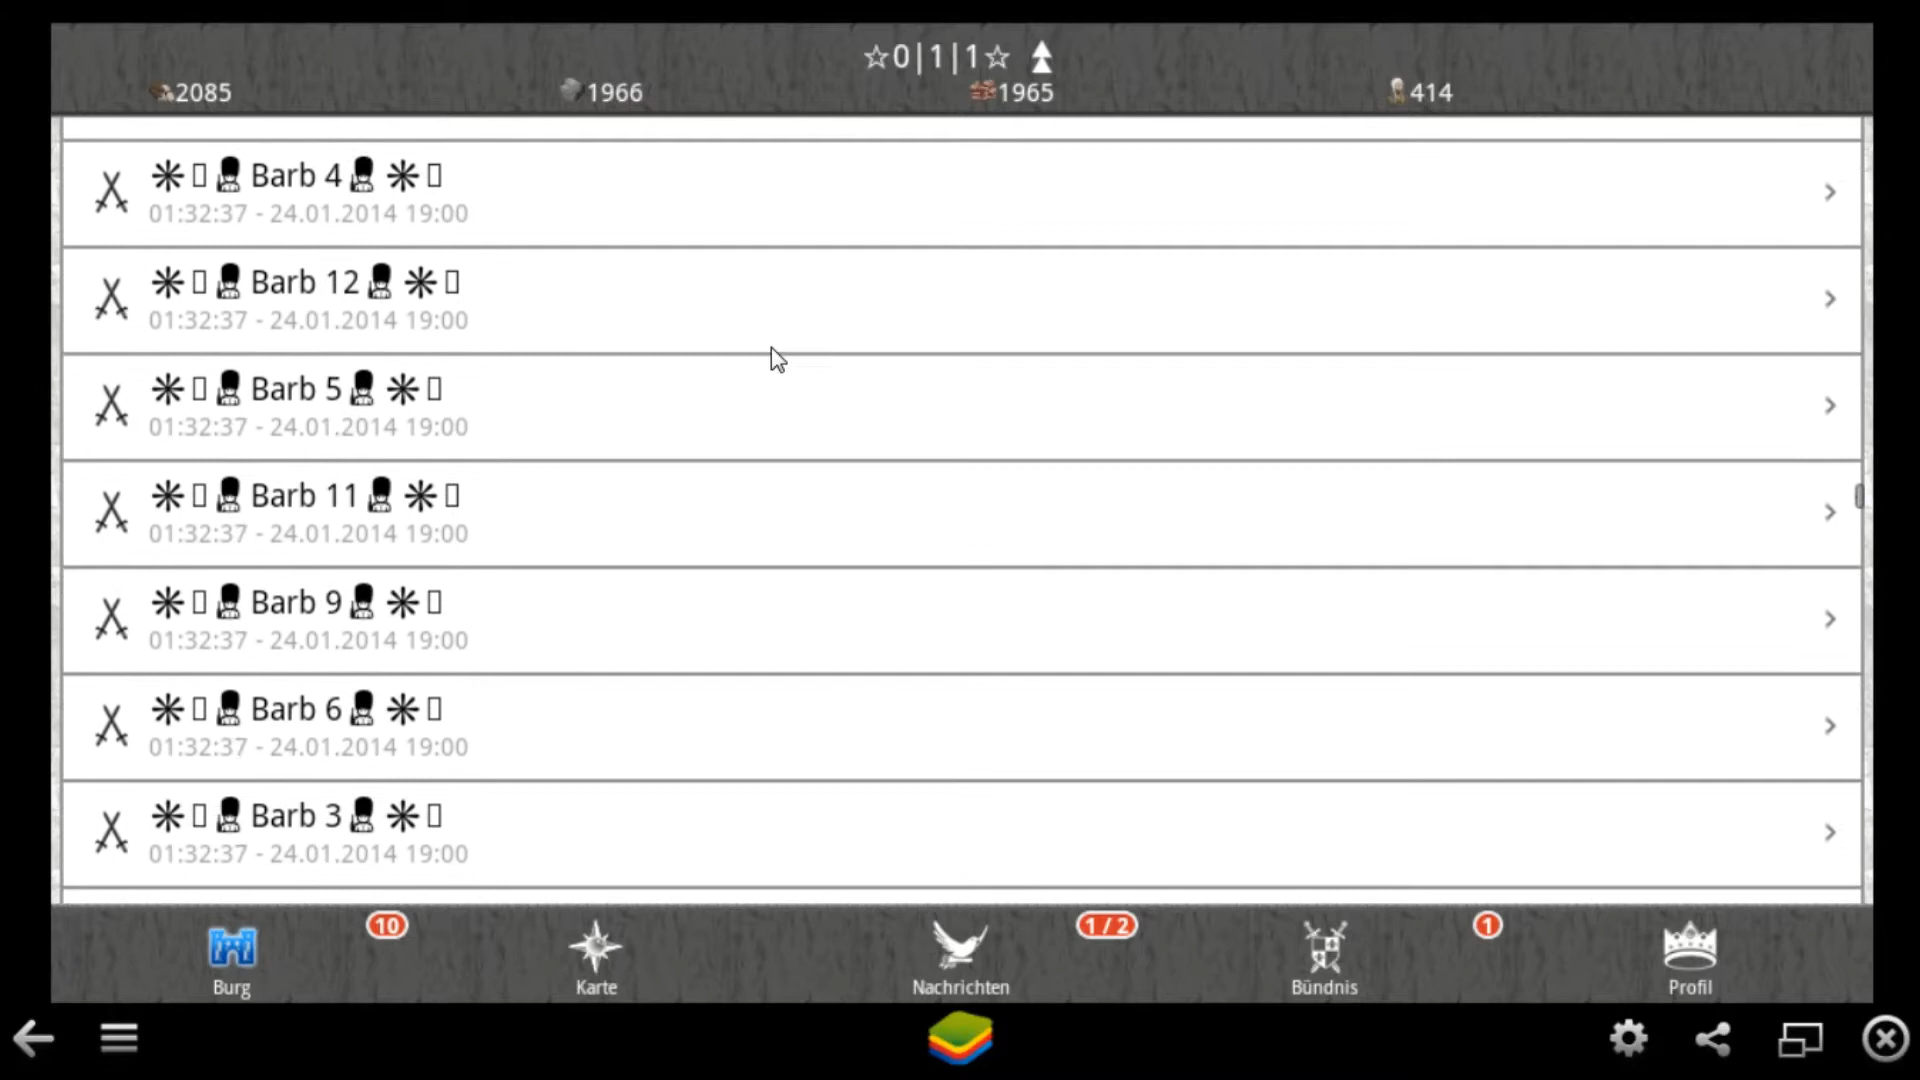 ☆0|1|1☆
2085 1966 1965 414
Barb 4
01:32:37 - 24.01.2014 19:00
Barb 12
01:32:37 - 24.01.2014 19:00
Barb 5
01:32:37 - 24.01.2014 19:00
Barb 11
01:32:37 - 24.01.2014 19:00
Barb 9
01:32:37 - 24.01.2014 19:00
Barb 6
01:32:37 - 24.01.2014 19:00
Barb 3
01:32:37 - 24.01.2014 19:00
10 1 / 2 1
Burg Karte Nachrichten Bündnis Profil